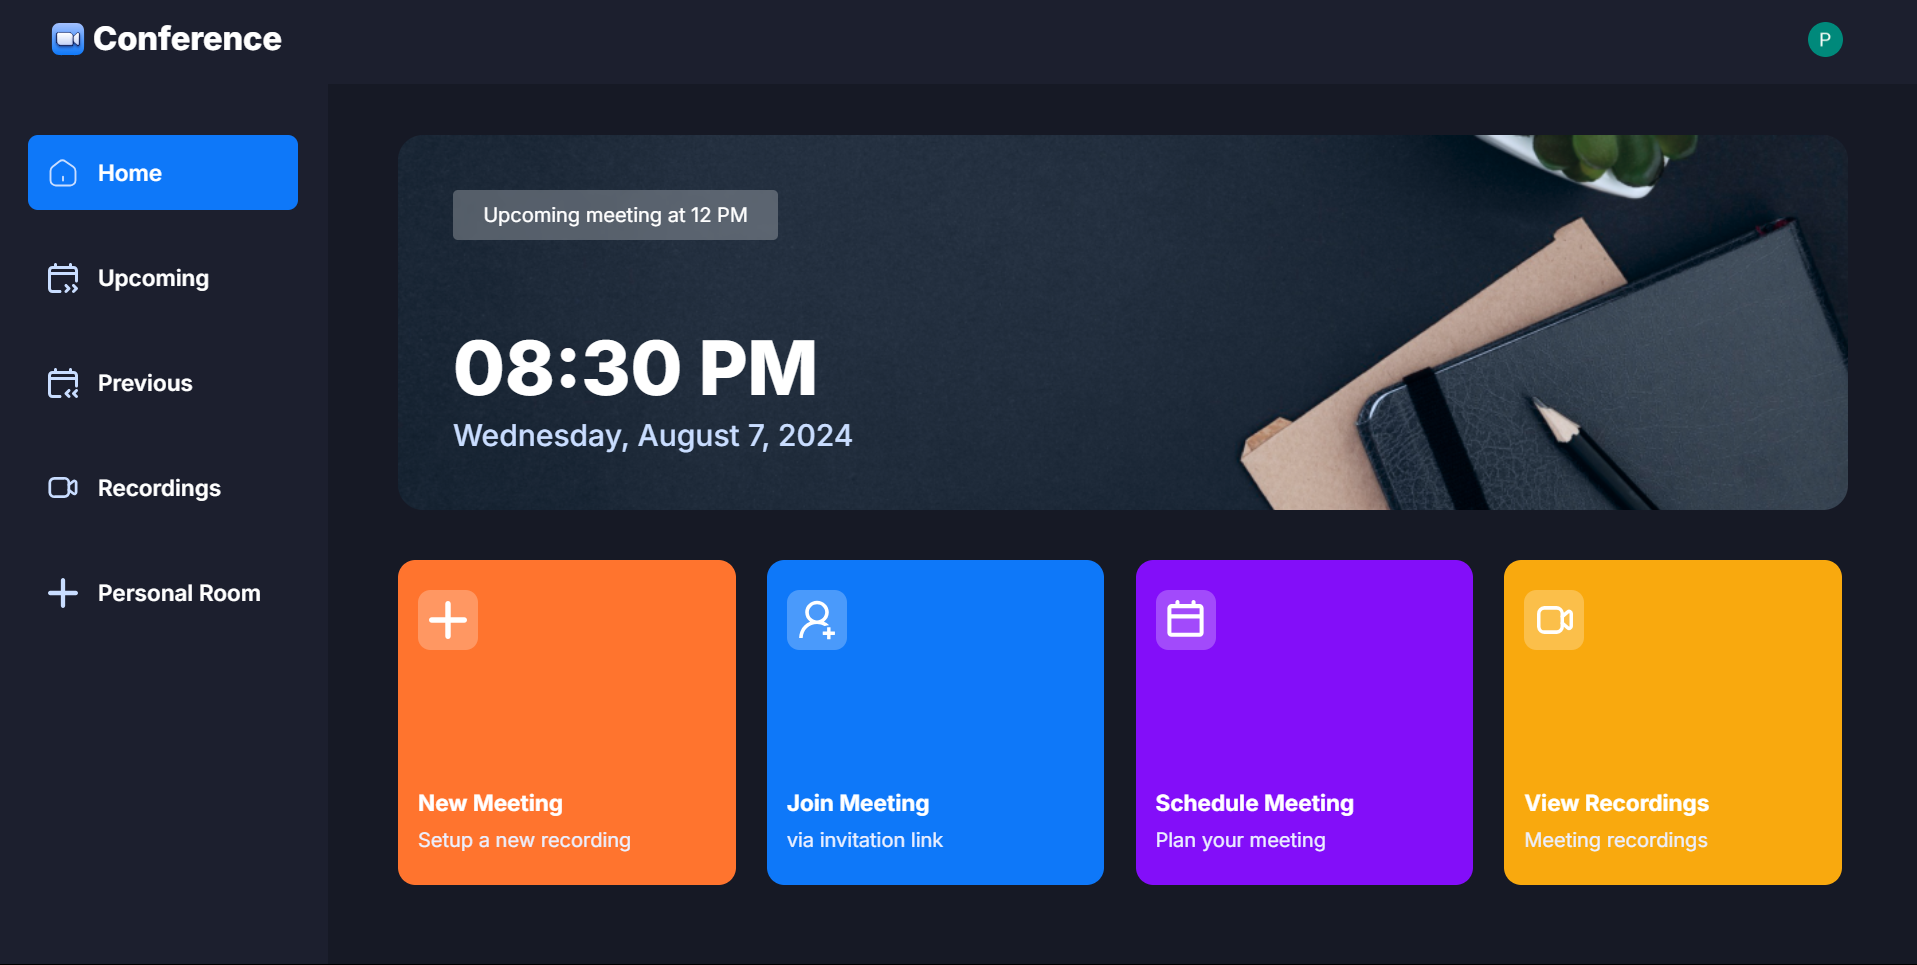 Conference
P
Home
Upcoming
Previous
Recordings
Personal Room
Upcoming meeting at 12 PM
08:30 PM
Wednesday, August 7, 2024
New Meeting
Setup a new recording
Join Meeting
via invitation link
Schedule Meeting
Plan your meeting
View Recordings
Meeting recordings